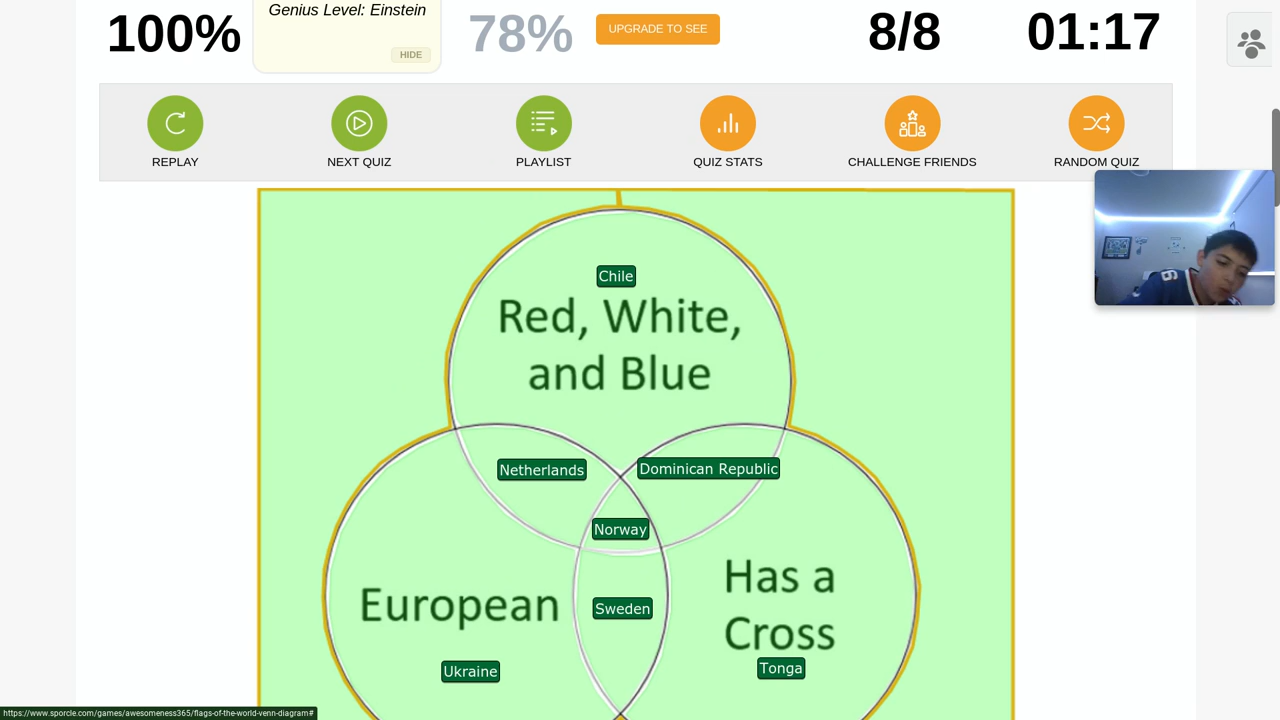 Genius Level: Einstein
100%
HIDE
78%
UPGRADE TO SEE
8/8
01:17
REPLAY
NEXT QUIZ
PLAYLIST
QUIZ STATS
CHALLENGE FRIENDS
RANDOM QUIZ
Chile
Red, White,
and Blue
Netherlands
Dominican Republic
Norway
European
Has a
Cross
Sweden
Ukraine
Tonga
6
https://www.sporcle.com/games/awesomeness365/flags-of-the-world-venn-diagram#